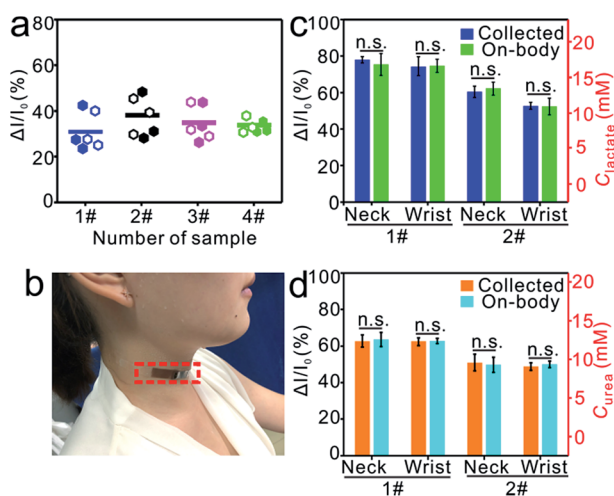 a
80
60
40
20
0
ΔI/I₀ (%)
1# 2# 3# 4#
Number of sample
b
c
100
80
60
40
20
0
ΔI/I₀ (%)
Collected
On-body
n.s. n.s. n.s. n.s.
20
15
10
5
0
C lactate (mM)
Neck Wrist Neck Wrist
1# 2#
d
100
80
60
40
20
0
ΔI/I₀ (%)
Collected
On-body
n.s. n.s. n.s. n.s.
20
15
10
5
0
C urea (mM)
Neck Wrist Neck Wrist
1# 2#